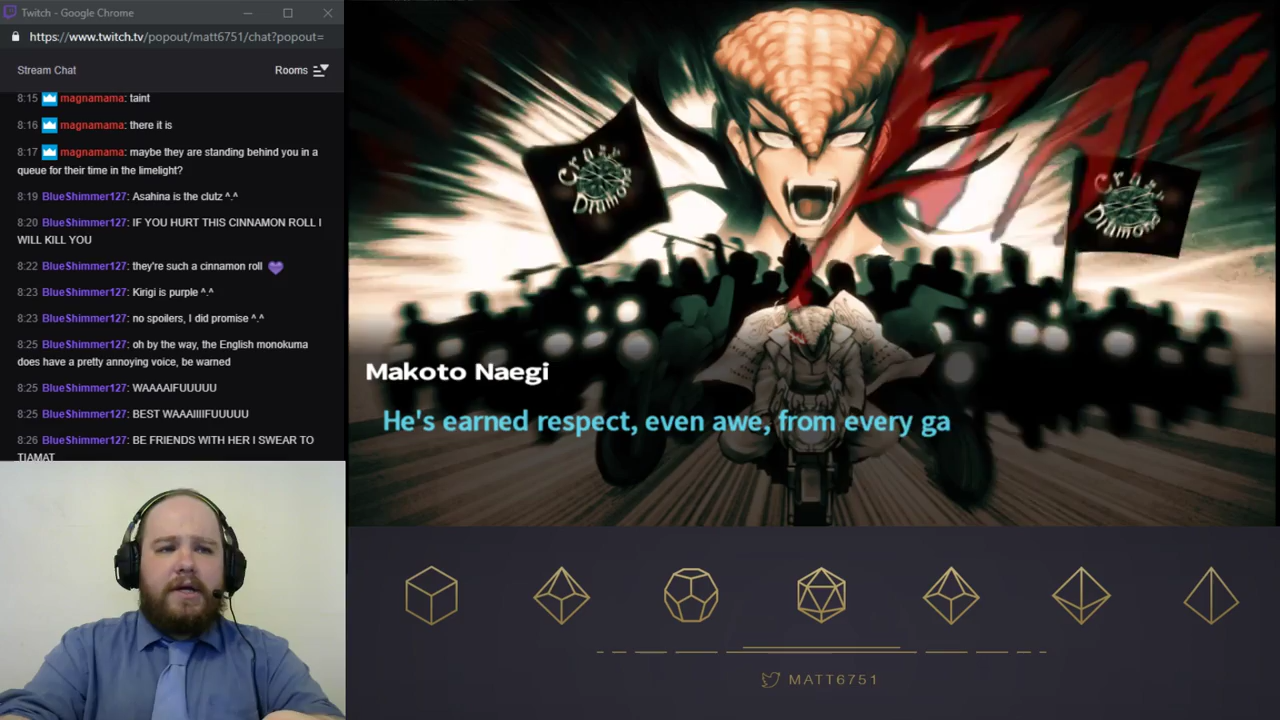 Twitch - Google Chrome
https://www.twitch.tv/popout/matt6751/chat?popout=
Stream Chat
Rooms
8:15 magnamama: taint
8:16 magnamama: there it is
8:17 magnamama: maybe they are standing behind you in a
queue for their time in the limelight?
8:19 BlueShimmer127: Asahina is the clutz ^.^
8:20 BlueShimmer127: IF YOU HURT THIS CINNAMON ROLL I
WILL KILL YOU
8:22 BlueShimmer127: they're such a cinnamon roll
8:23 BlueShimmer127: Kirigi is purple ^.^
8:23 BlueShimmer127: no spoilers, I did promise ^.^
8:25 BlueShimmer127: oh by the way, the English monokuma
does have a pretty annoying voice, be warned
8:25 BlueShimmer127: WAAAAIFUUUUU
8:25 BlueShimmer127: BEST WAAAIIIIFUUUUU
8:26 BlueShimmer127: BE FRIENDS WITH HER I SWEAR TO
TIAMAT
Crazy
Diamond
Crazy
Diamond
Makoto Naegi
He's earned respect, even awe, from every ga
MATT6751